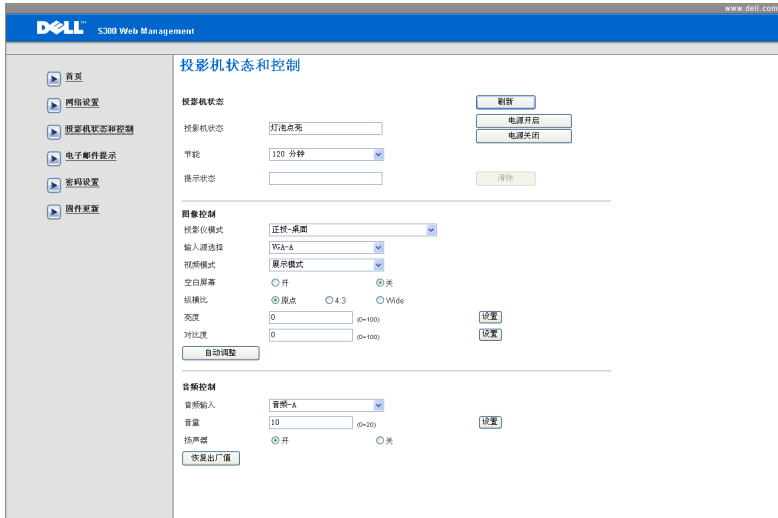 www.dell.com
DELL™ S300 Web Management
首页
网络设置
投影机状态和控制
电子邮件提示
密码设置
固件更新
投影机状态和控制
投影机状态 刷新
电源开启
投影机状态 灯泡点亮
电源关闭
节能 120 分钟
提示状态 清除
图像控制
投影仪模式 正投-桌面
输入源选择 VGA-A
视频模式 展示模式
空白屏幕 开 关
纵横比 原点 4:3 Wide
亮度 0 (0~100) 设置
对比度 0 (0~100) 设置
自动调整
音频控制
音频输入 音频-A
音量 10 (0~20) 设置
扬声器 开 关
恢复出厂值